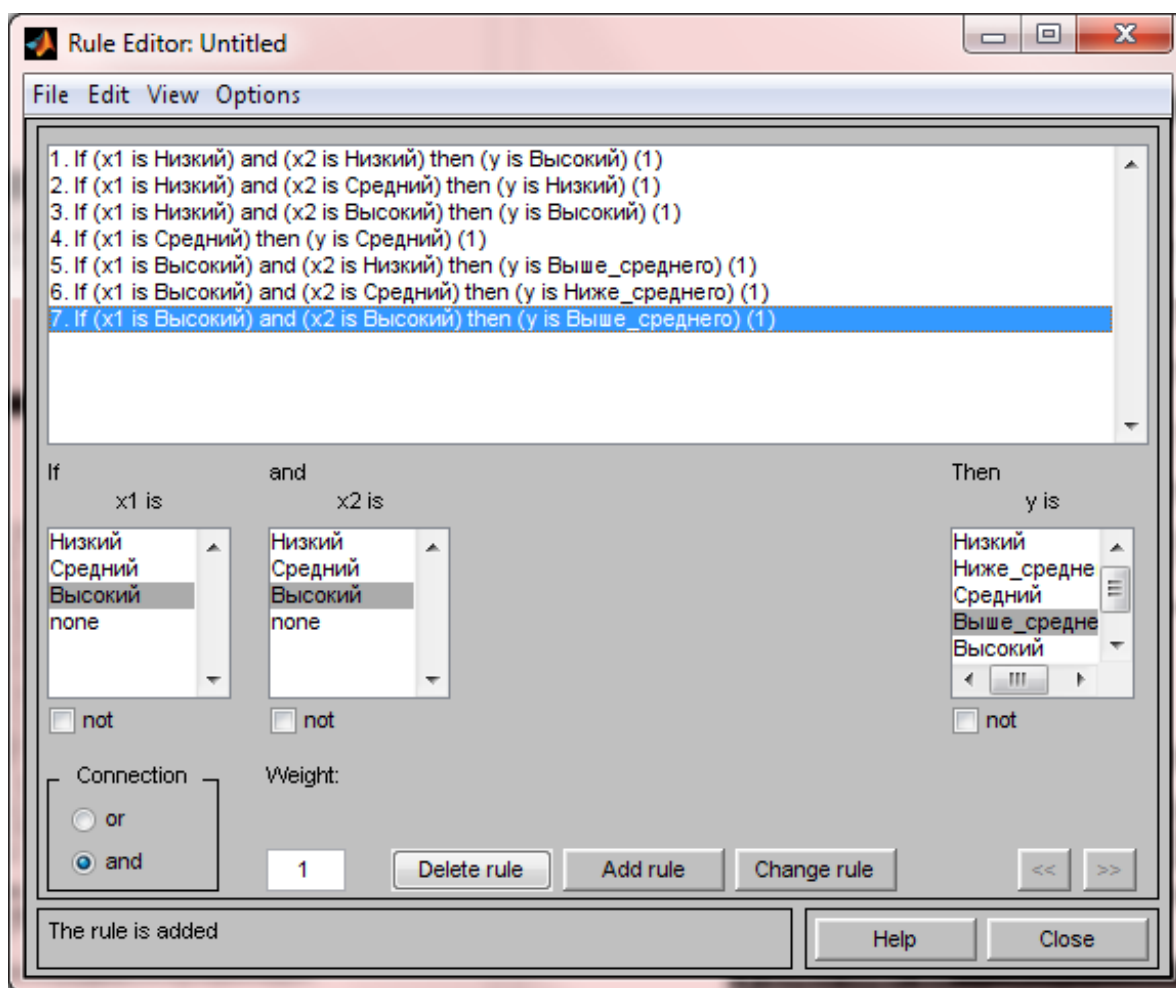 Rule Editor: Untitled
File Edit View Options
1. If (x1 is Низкий) and (x2 is Низкий) then (y is Высокий) (1)
2. If (x1 is Низкий) and (x2 is Средний) then (y is Низкий) (1)
3. If (x1 is Низкий) and (x2 is Высокий) then (y is Высокий) (1)
4. If (x1 is Средний) then (y is Средний) (1)
5. If (x1 is Высокий) and (x2 is Низкий) then (y is Выше_среднего) (1)
6. If (x1 is Высокий) and (x2 is Средний) then (y is Ниже_среднего) (1)
7. If (x1 is Высокий) and (x2 is Высокий) then (y is Выше_среднего) (1)
If
x1 is
Низкий
Средний
Высокий
none
not
and
x2 is
Низкий
Средний
Высокий
none
not
Then
y is
Низкий
Ниже_средне
Средний
Выше_средне
Высокий
not
Connection
or
and
Weight:
1
Delete rule
Add rule
Change rule
<<
>>
The rule is added
Help
Close